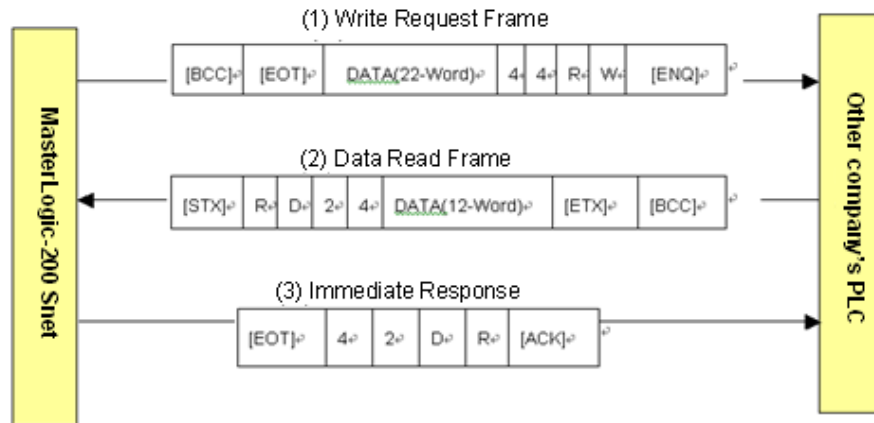 (1) Write Request Frame
[BCC] [EOT] DATA(22-Word) 4 4 R W [ENQ]
MasterLogic-200 Snet
Other company's PLC
(2) Data Read Frame
[STX] R D 2 4 DATA(12-Word) [ETX] [BCC]
(3) Immediate Response
[EOT] 4 2 D R [ACK]